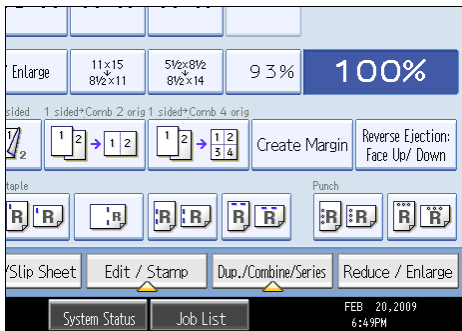 / Enlarge
11×15
8½×11
5½×8½
8½×14
93%
100%
sided
1 sided→Comb 2 orig
1 sided→Comb 4 orig
1
2
1 2
1 2
1 2
1 2
3 4
Create Margin
Reverse Ejection:
Face Up/ Down
taple
Punch
R R
R
R R
R R
R R
R R
/Slip Sheet
Edit / Stamp
Dup./Combine/Series
Reduce / Enlarge
System Status
Job List
FEB 20,2009
6:49PM